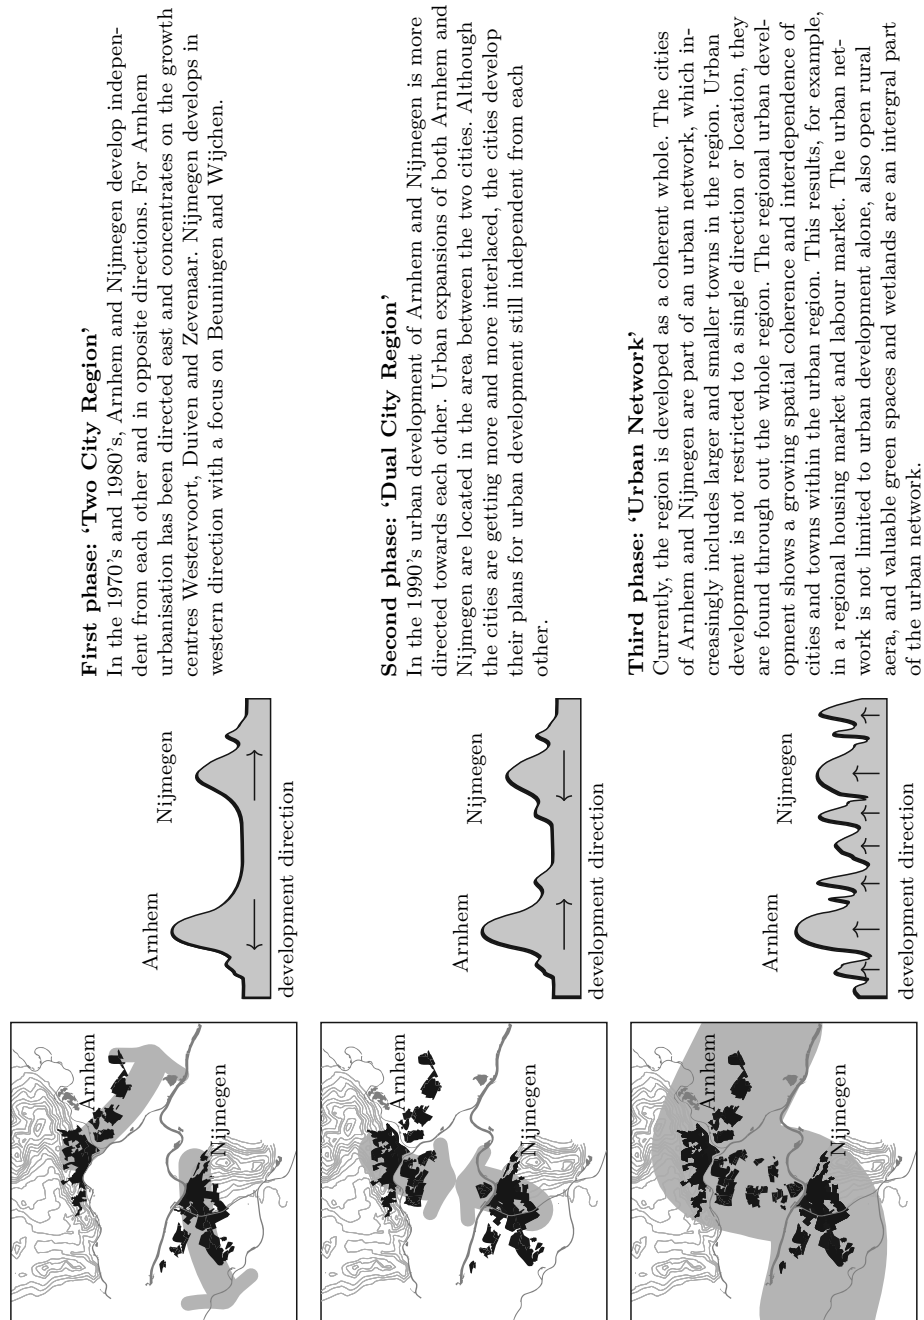 First phase: ‘Two City Region’
In the 1970's and 1980's, Arnhem and Nijmegen develop indepen-
dent from each other and in opposite directions. For Arnhem
urbanisation has been directed east and concentrates on the growth
centres Westervoort, Duiven and Zevenaar. Nijmegen develops in
western direction with a focus on Beuningen and Wijchen.
Arnhem
Nijmegen
development direction
Arnhem
Nijmegen
Second phase: ‘Dual City Region’
In the 1990's urban development of Arnhem and Nijmegen is more
directed towards each other. Urban expansions of both Arnhem and
Nijmegen are located in the area between the two cities. Although
the cities are getting more and more interlaced, the cities develop
their plans for urban development still independent from each
other.
Arnhem
Nijmegen
development direction
Arnhem
Nijmegen
Third phase: ‘Urban Network’
Currently, the region is developed as a coherent whole. The cities
of Arnhem and Nijmegen are part of an urban network, which in-
creasingly includes larger and smaller towns in the region. Urban
development is not restricted to a single direction or location, they
are found through out the whole region. The regional urban devel-
opment shows a growing spatial coherence and interdependence of
cities and towns within the urban region. This results, for example,
in a regional housing market and labour market. The urban net-
work is not limited to urban development alone, also open rural
aera, and valuable green spaces and wetlands are an intergral part
of the urban network.
Arnhem
Nijmegen
development direction
Arnhem
Nijmegen